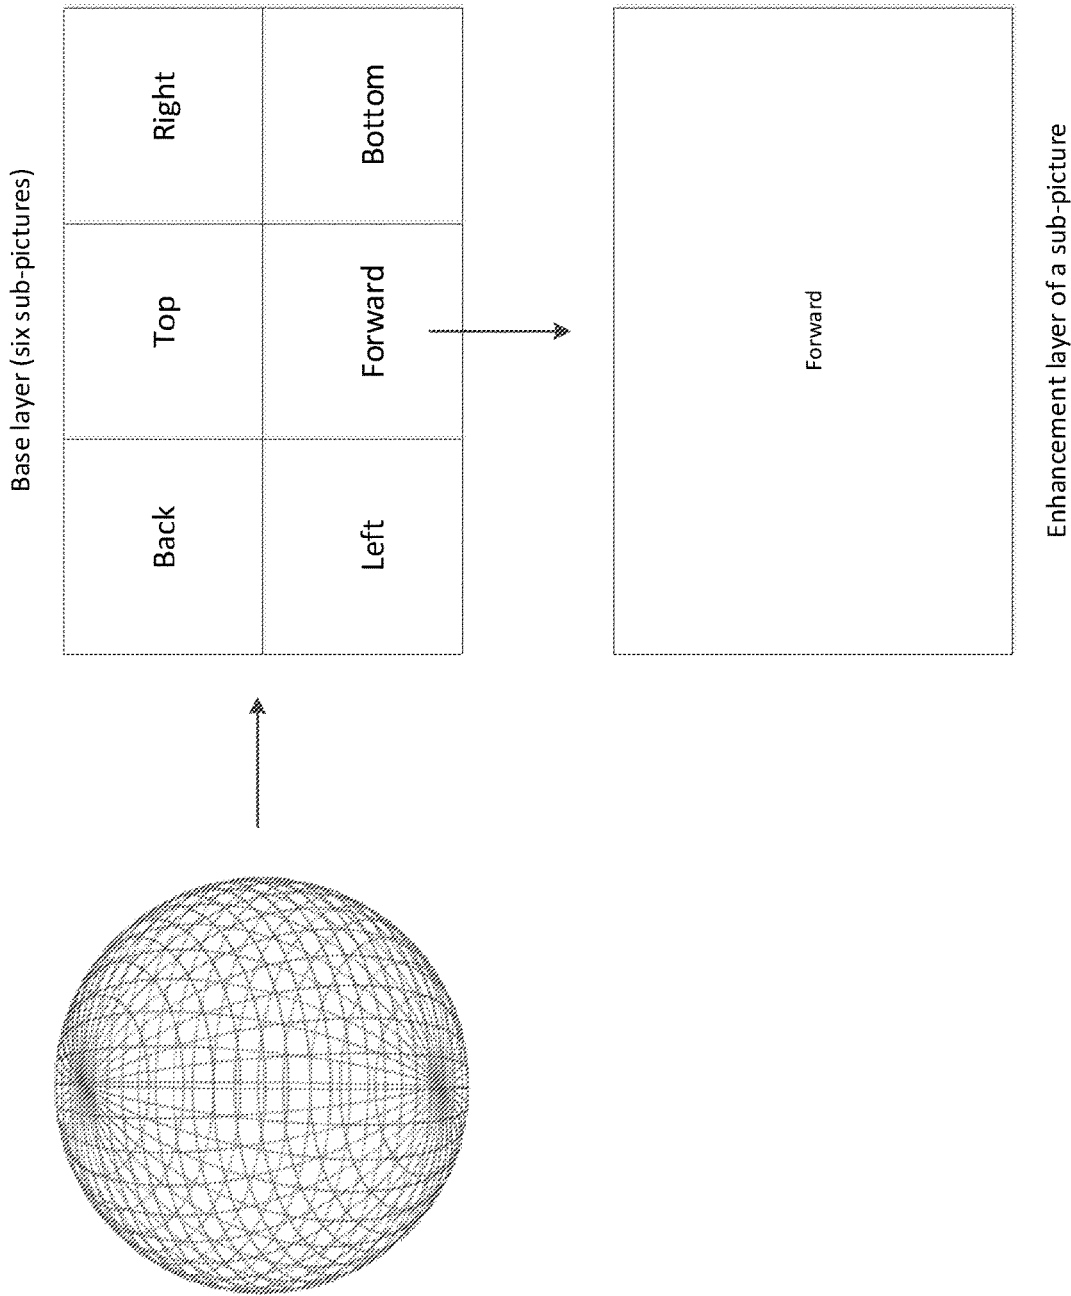 Base layer (six sub-pictures)
Back
Top
Right
Left
Forward
Bottom
Forward
Enhancement layer of a sub-picture